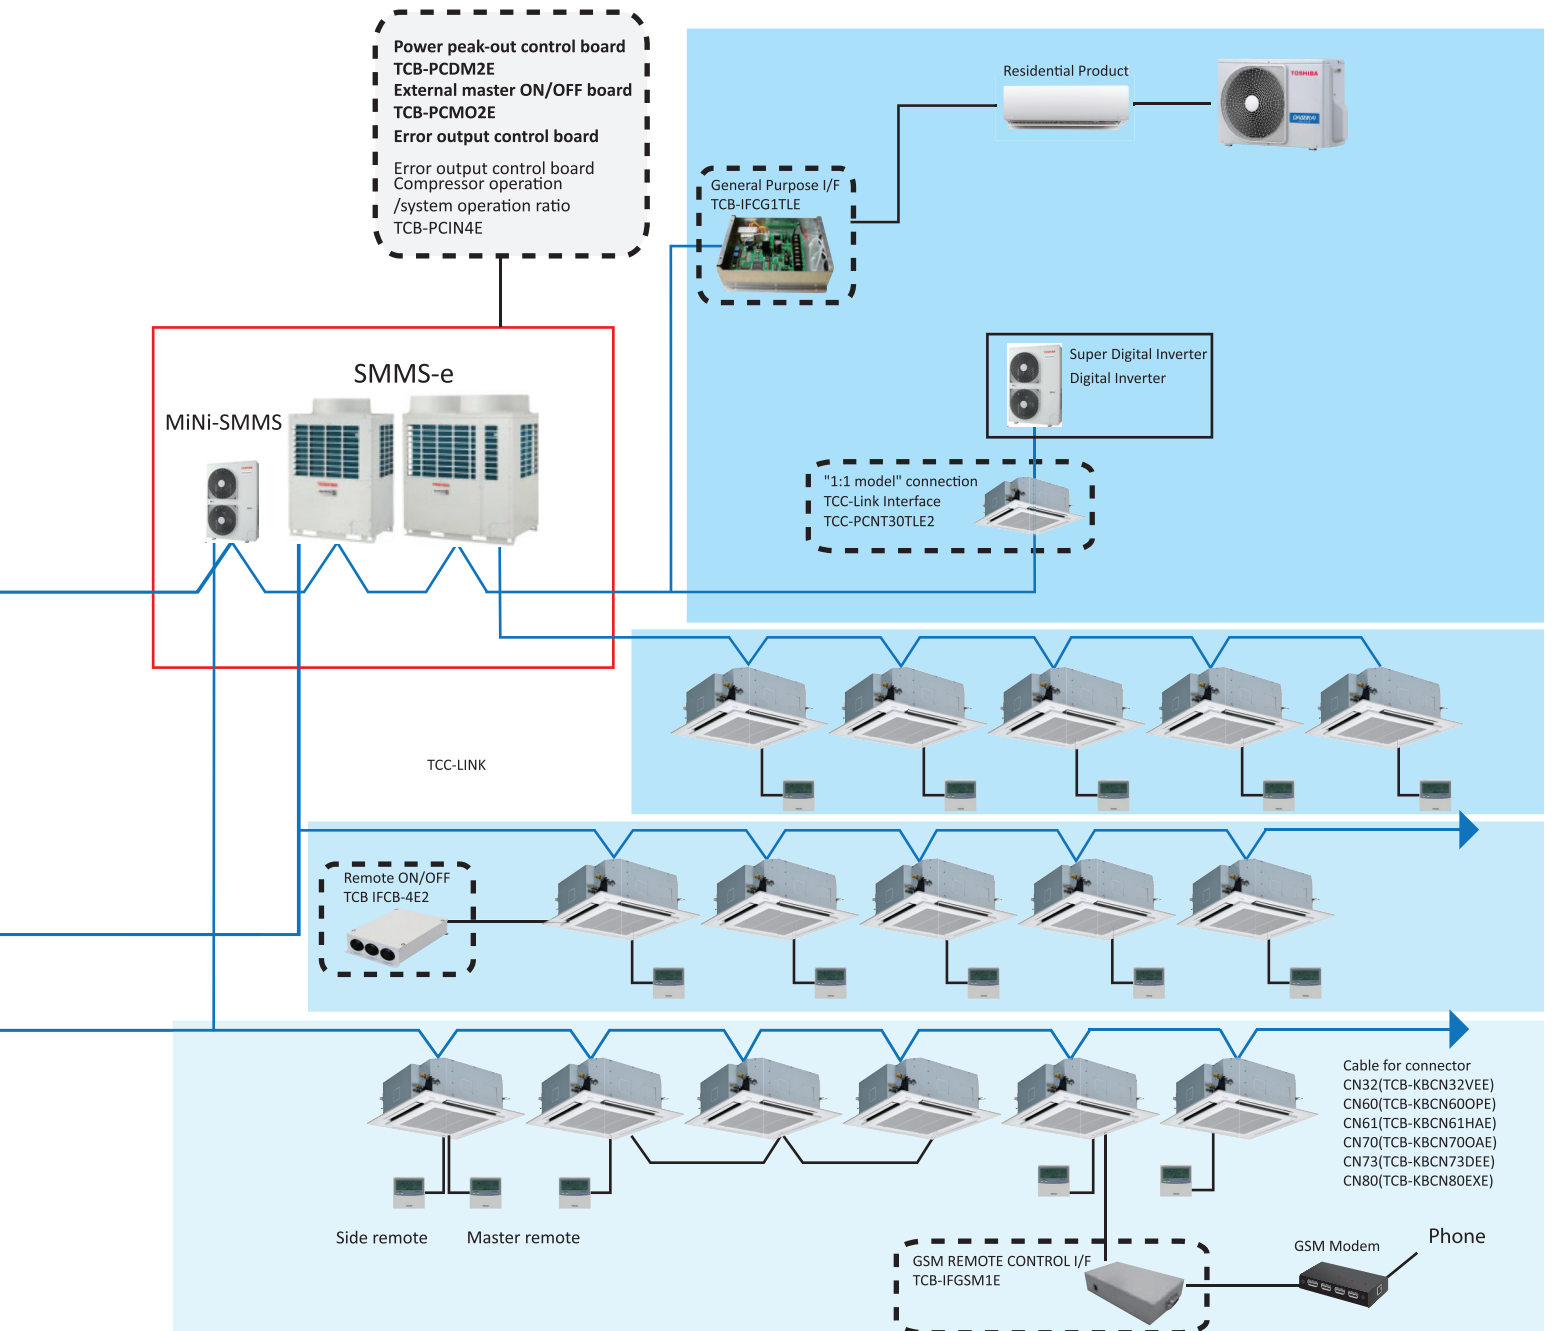 Power peak-out control board
TCB-PCDM2E
External master ON/OFF board
TCB-PCMO2E
Error output control board
Error output control board
Compressor operation
/system operation ratio
TCB-PCIN4E
Residential Product
TOSHIBA
DAISEIKAI
General Purpose I/F
TCB-IFCG1TLE
Super Digital Inverter
Digital Inverter
SMMS-e
MiNi-SMMS
"1:1 model" connection
TCC-Link Interface
TCC-PCNT30TLE2
TCC-LINK
Remote ON/OFF
TCB IFCB-4E2
Cable for connector
CN32(TCB-KBCN32VEE)
CN60(TCB-KBCN60OPE)
CN61(TCB-KBCN61HAE)
CN70(TCB-KBCN70OAE)
CN73(TCB-KBCN73DEE)
CN80(TCB-KBCN80EXE)
Side remote
Master remote
GSM REMOTE CONTROL I/F
TCB-IFGSM1E
GSM Modem
Phone